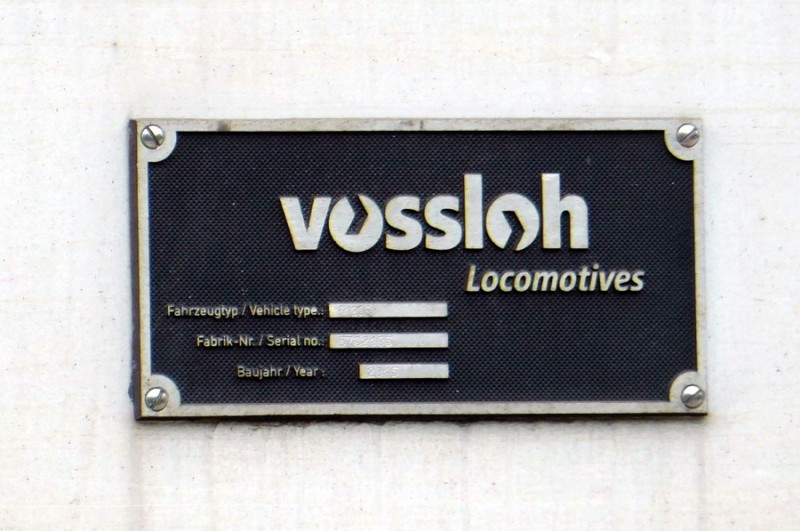 vossloh
Locomotives
Fahrzeugtyp / Vehicle type.:
Fabrik-Nr. / Serial no.:
Baujahr / Year :